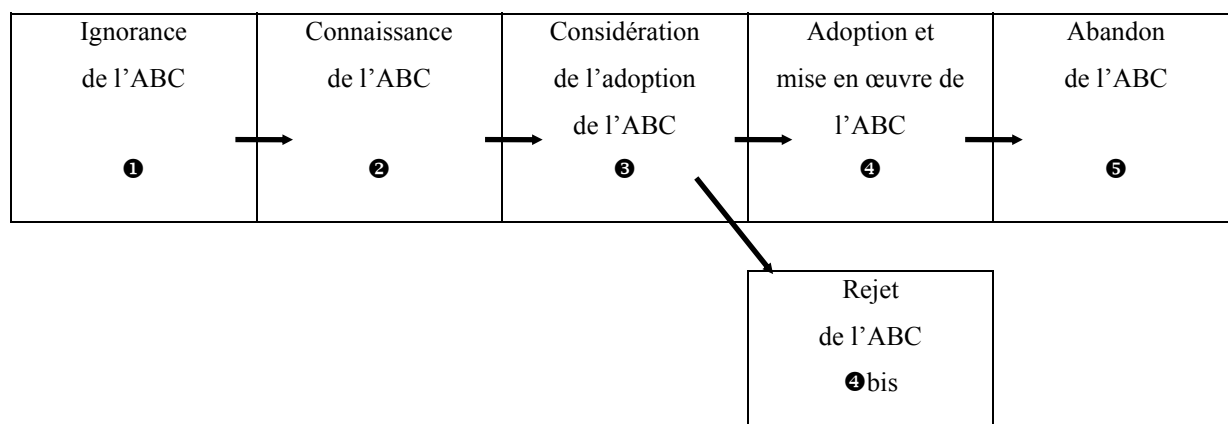 Ignorance
de l’ABC
❶
Connaissance
de l’ABC
❷
Considération
de l’adoption
de l’ABC
❸
Adoption et
mise en œuvre de
l’ABC
❹
Abandon
de l’ABC
❺
Rejet
de l’ABC
❹bis